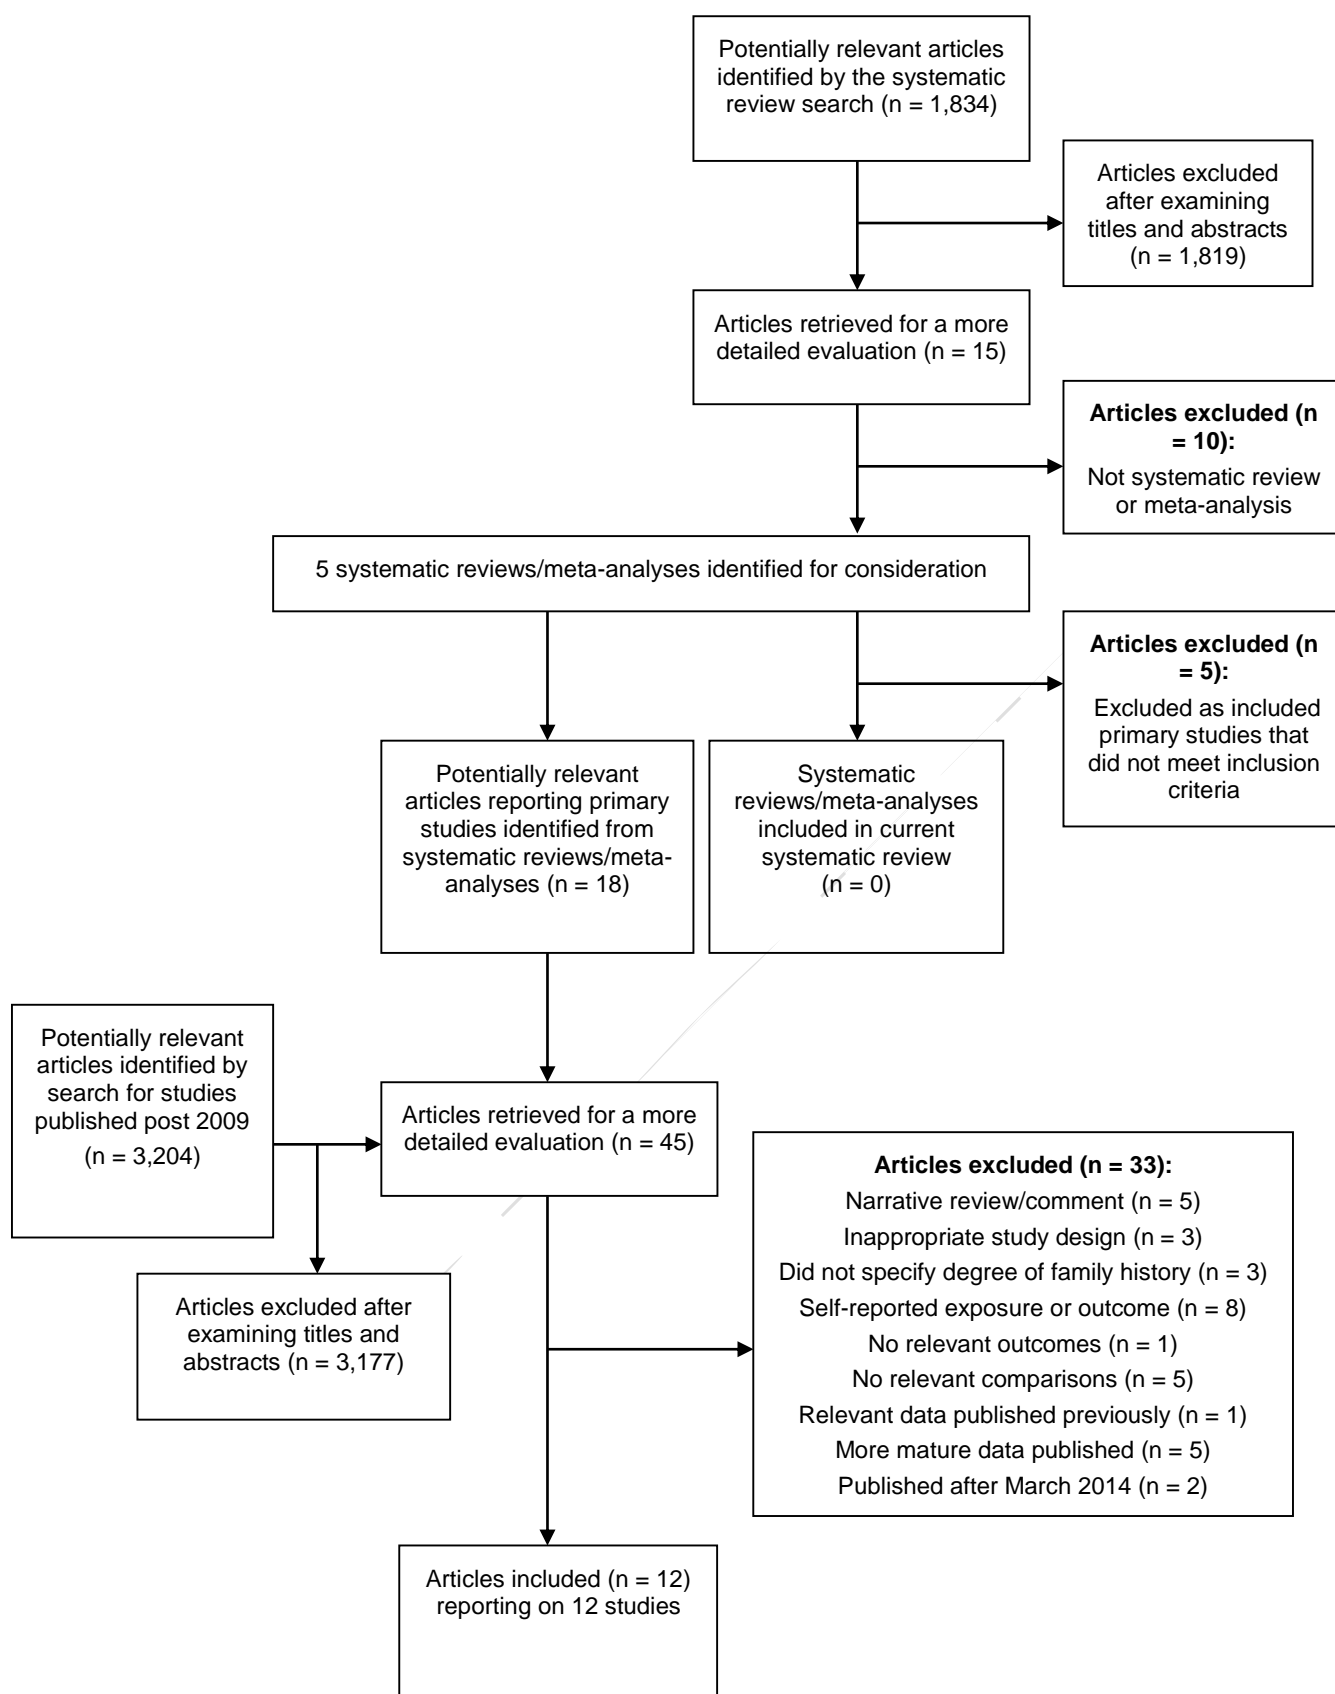 Potentially relevant articles
identified by the systematic
review search (n = 1,834)
Articles excluded
after examining
titles and abstracts
(n = 1,819)
Articles retrieved for a more
detailed evaluation (n = 15)
Articles excluded (n
= 10):
Not systematic review
or meta-analysis
5 systematic reviews/meta-analyses identified for consideration
Articles excluded (n
= 5):
Excluded as included
primary studies that
did not meet inclusion
criteria
Potentially relevant
articles reporting primary
studies identified from
systematic reviews/meta-
analyses (n = 18)
Systematic
reviews/meta-analyses
included in current
systematic review
(n = 0)
Potentially relevant
articles identified by
search for studies
published post 2009
(n = 3,204)
Articles retrieved for a more
detailed evaluation (n = 45)
Articles excluded after
examining titles and
abstracts (n = 3,177)
Articles excluded (n = 33):
Narrative review/comment (n = 5)
Inappropriate study design (n = 3)
Did not specify degree of family history (n = 3)
Self-reported exposure or outcome (n = 8)
No relevant outcomes (n = 1)
No relevant comparisons (n = 5)
Relevant data published previously (n = 1)
More mature data published (n = 5)
Published after March 2014 (n = 2)
Articles included (n = 12)
reporting on 12 studies